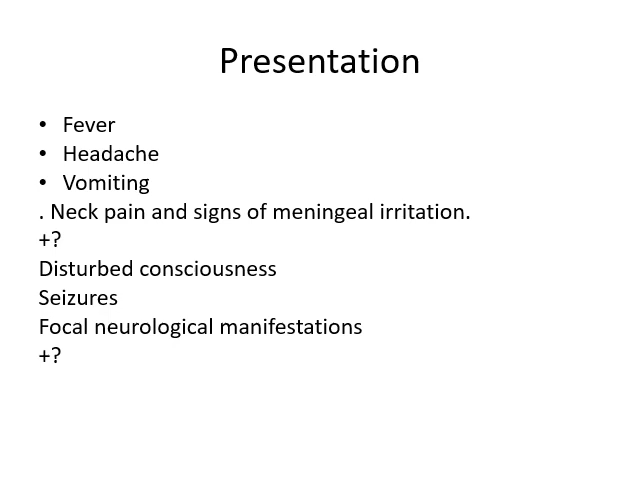 Presentation
• Fever
• Headache
• Vomiting
. Neck pain and signs of meningeal irritation.
+?
Disturbed consciousness
Seizures
Focal neurological manifestations
+?